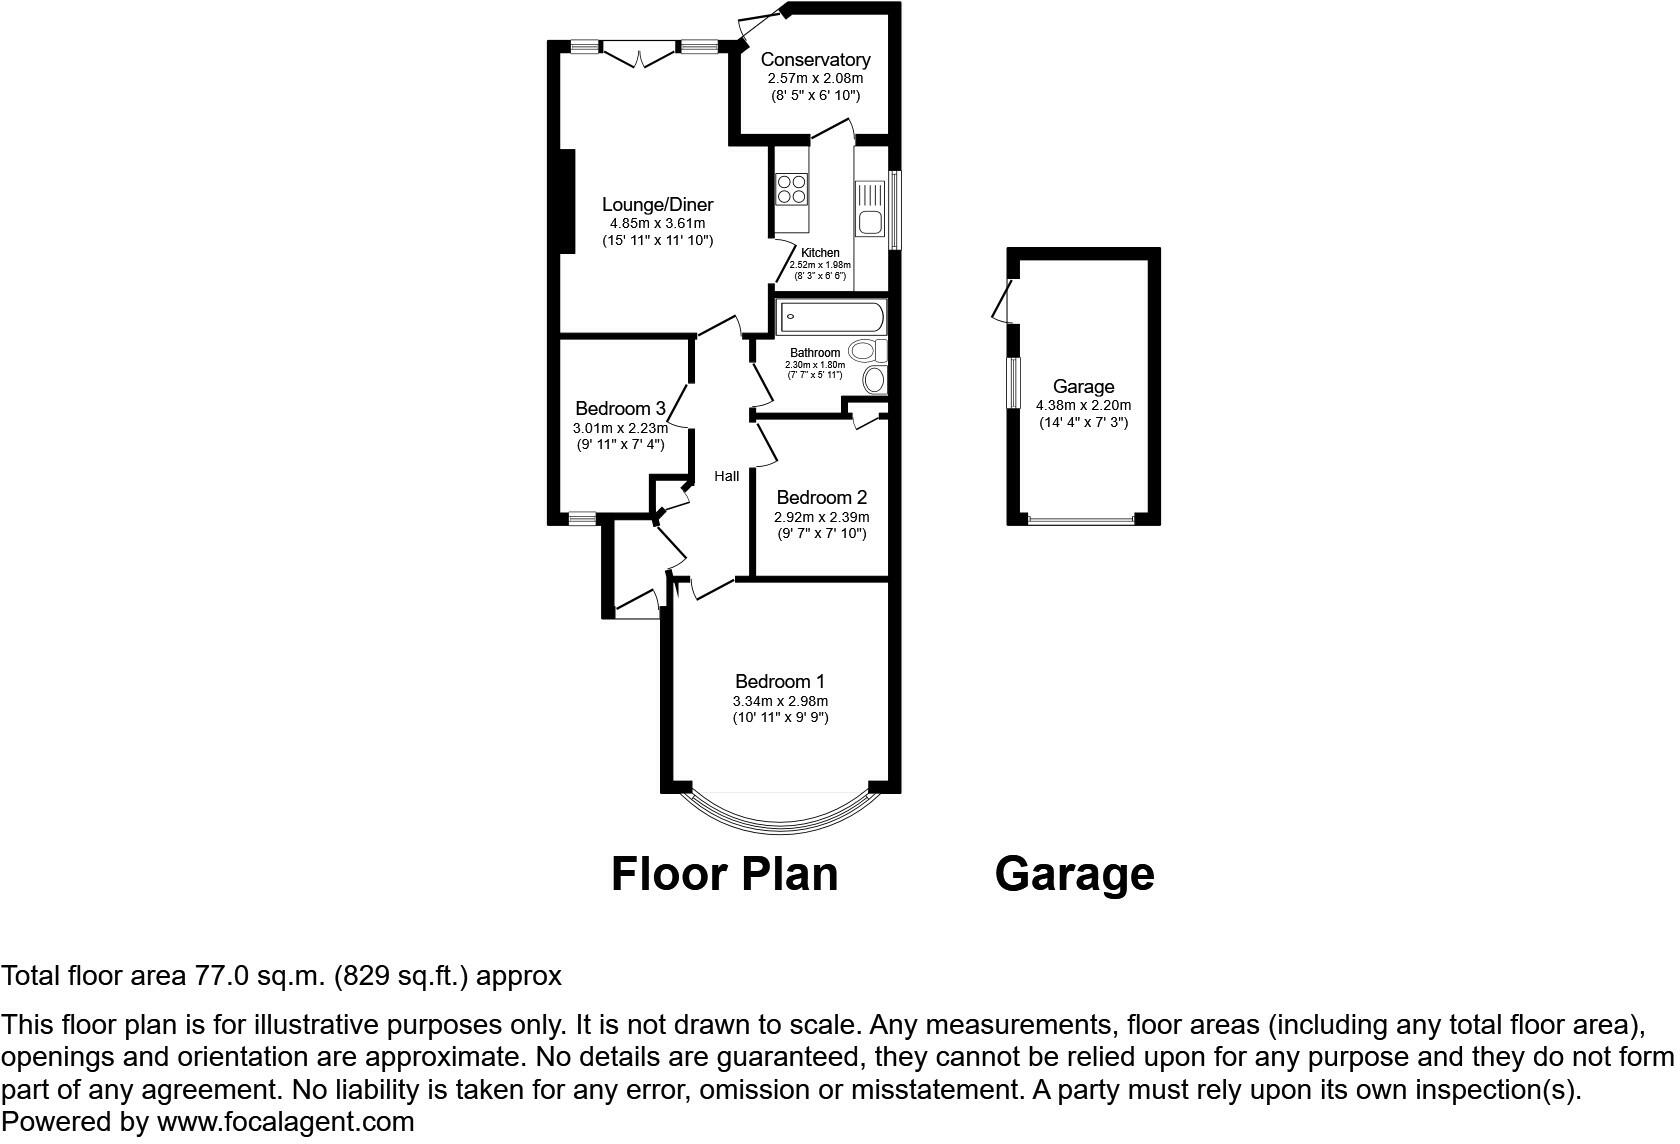 Conservatory
2.57m x 2.08m
(8' 5" x 6' 10")
Lounge/Diner
4.85m x 3.61m
(15' 11" x 11' 10")
Kitchen
2.52m x 1.98m
(8' 3" x 6' 6")
Bathroom
2.30m x 1.80m
(7' 7" x 5' 11")
Bedroom 3
3.01m x 2.23m
(9' 11" x 7' 4")
Hall
Bedroom 2
2.92m x 2.39m
(9' 7" x 7' 10")
Bedroom 1
3.34m x 2.98m
(10' 11" x 9' 9")
Garage
4.38m x 2.20m
(14' 4" x 7' 3")
Floor Plan
Garage
Total floor area 77.0 sq.m. (829 sq.ft.) approx
This floor plan is for illustrative purposes only. It is not drawn to scale. Any measurements, floor areas (including any total floor area),
openings and orientation are approximate. No details are guaranteed, they cannot be relied upon for any purpose and they do not form
part of any agreement. No liability is taken for any error, omission or misstatement. A party must rely upon its own inspection(s).
Powered by www.focalagent.com